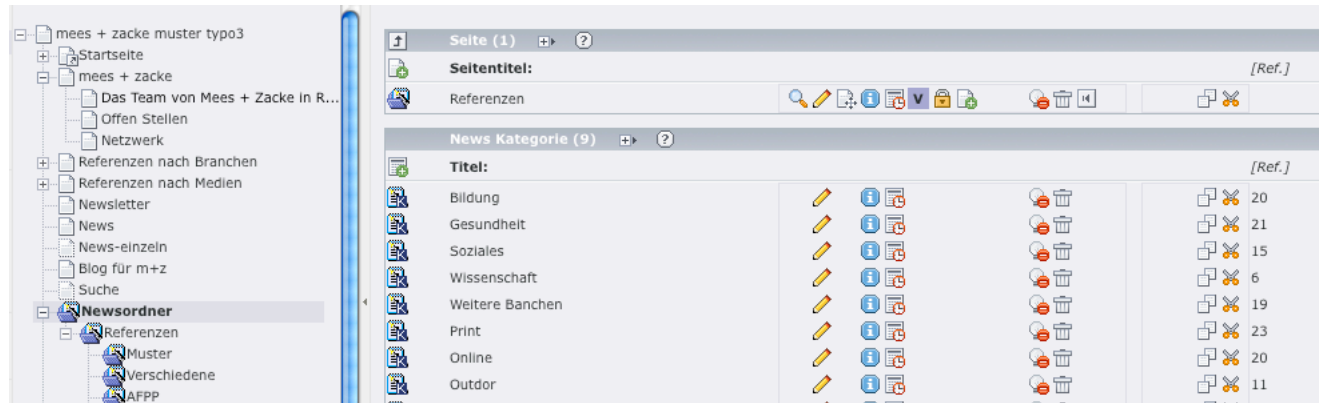 mees + zacke muster typo3
Startseite
mees + zacke
Das Team von Mees + Zacke in R...
Offen Stellen
Netzwerk
Referenzen nach Branchen
Referenzen nach Medien
Newsletter
News
News-einzeln
Blog für m+z
Suche
Newsordner
Referenzen
Muster
Verschiedene
AFPP
Seite (1)
Seitentitel: [Ref.]
Referenzen
News Kategorie (9)
Titel: [Ref.]
Bildung 20
Gesundheit 21
Soziales 15
Wissenschaft 6
Weitere Banchen 19
Print 23
Online 20
Outdor 11